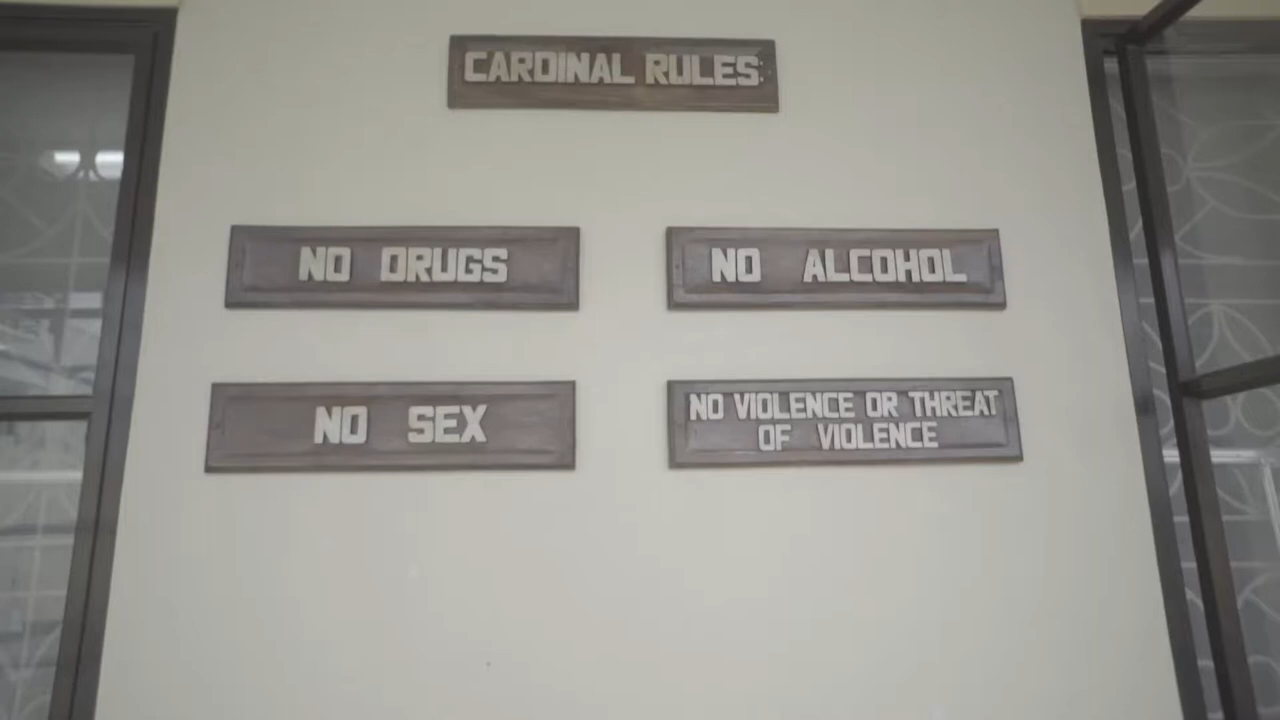 CARDINAL RULES:
NO DRUGS
NO ALCOHOL
NO SEX
NO VIOLENCE OR THREAT
OF VIOLENCE